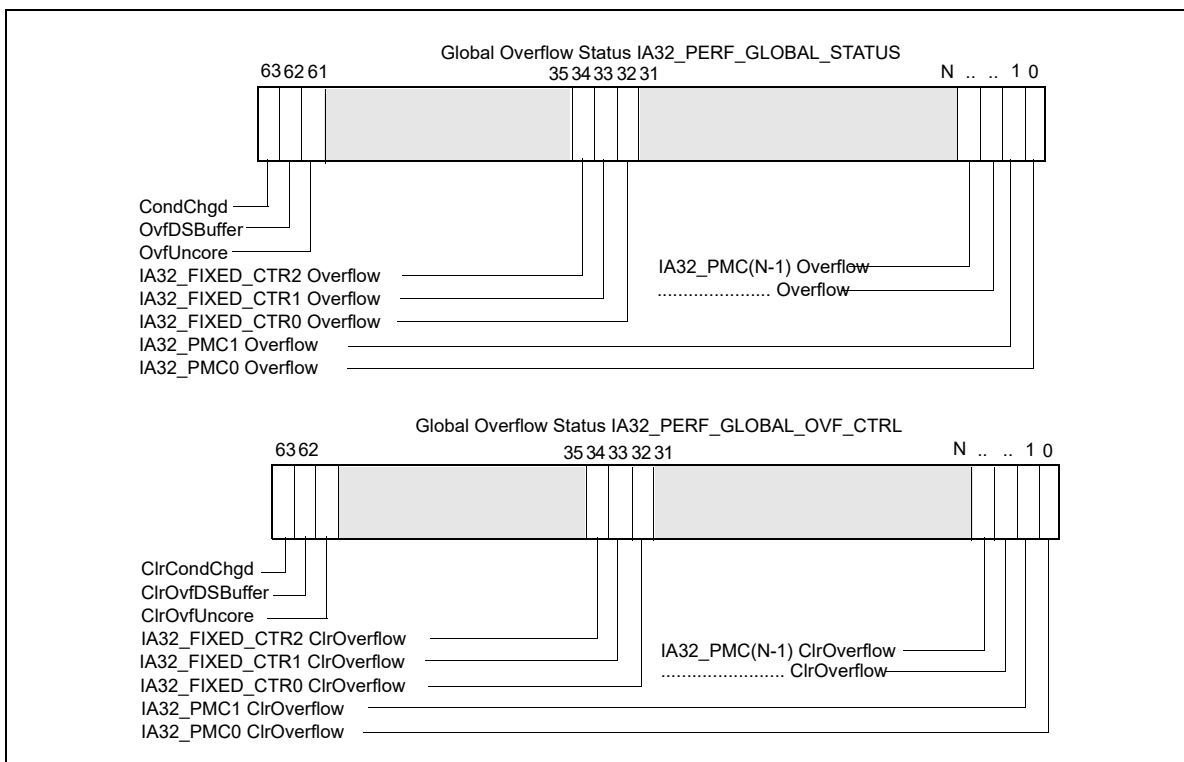 Global Overflow Status IA32_PERF_GLOBAL_STATUS
63 62 61 35 34 33 32 31 N .. .. 1 0
CondChgd
OvfDSBuffer
OvfUncore
IA32_FIXED_CTR2 Overflow
IA32_FIXED_CTR1 Overflow
IA32_FIXED_CTR0 Overflow
IA32_PMC1 Overflow
IA32_PMC0 Overflow
IA32_PMC(N-1) Overflow
....................... Overflow
Global Overflow Status IA32_PERF_GLOBAL_OVF_CTRL
63 62 35 34 33 32 31 N .. .. 1 0
ClrCondChgd
ClrOvfDSBuffer
ClrOvfUncore
IA32_FIXED_CTR2 ClrOverflow
IA32_FIXED_CTR1 ClrOverflow
IA32_FIXED_CTR0 ClrOverflow
IA32_PMC1 ClrOverflow
IA32_PMC0 ClrOverflow
IA32_PMC(N-1) ClrOverflow
........................ ClrOverflow